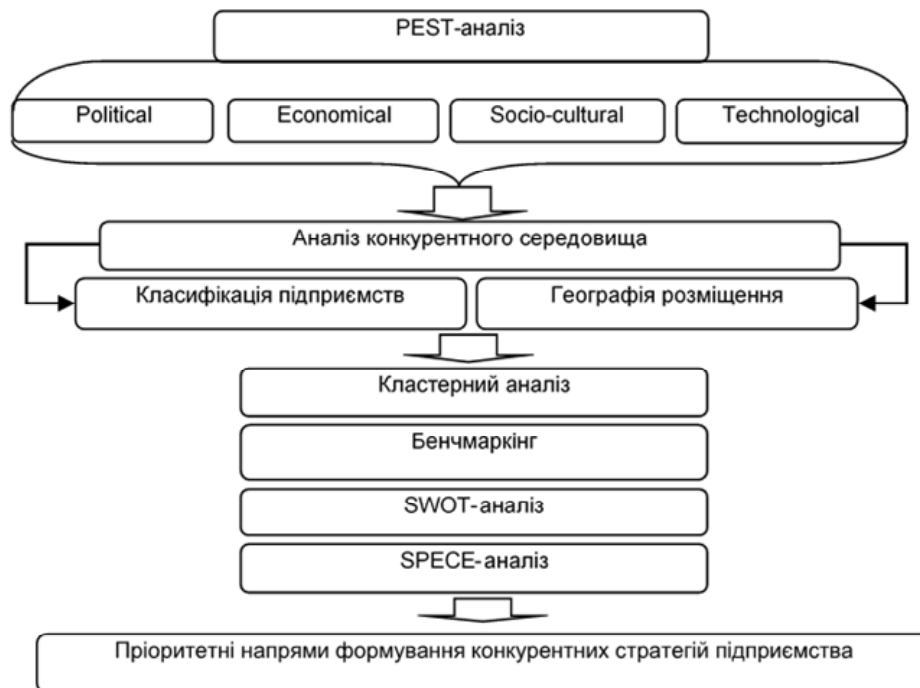 PEST-аналіз
Political
Economical
Socio-cultural
Technological
Аналіз конкурентного середовища
Класифікація підприємств
Географія розміщення
Кластерний аналіз
Бенчмаркінг
SWOT-аналіз
SPECE-аналіз
Пріоритетні напрями формування конкурентних стратегій підприємства